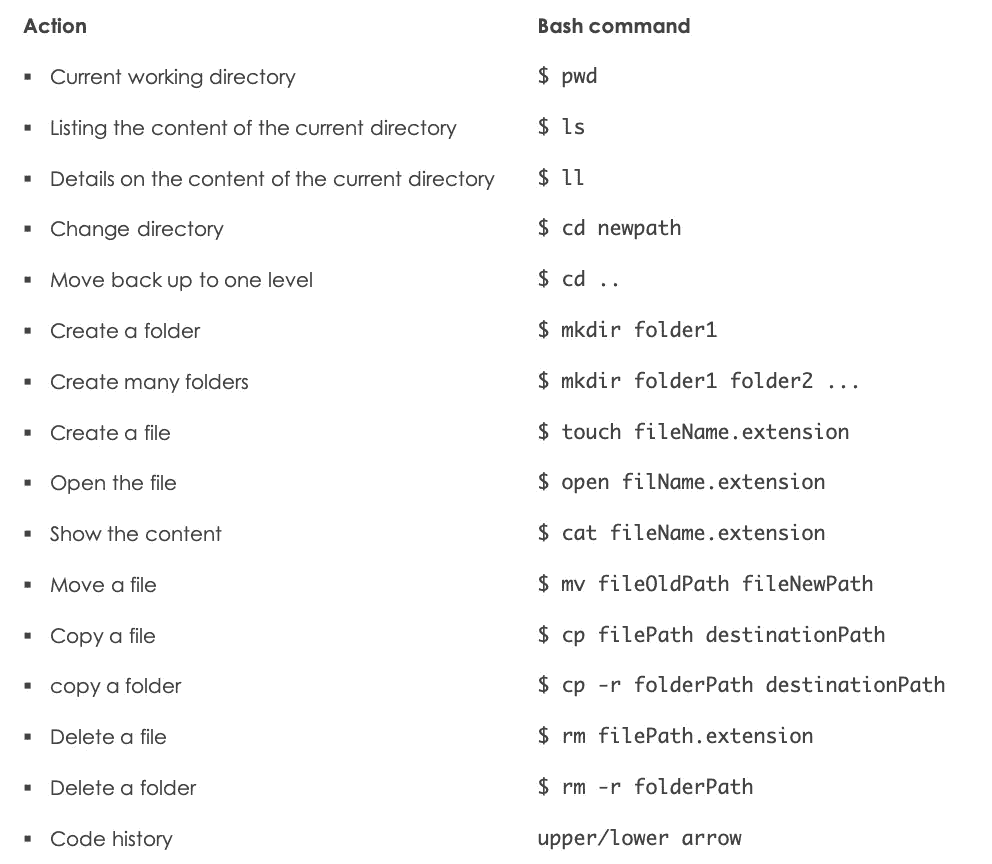 Action Bash command
▪ Current working directory $ pwd
▪ Listing the content of the current directory $ ls
▪ Details on the content of the current directory $ ll
▪ Change directory $ cd newpath
▪ Move back up to one level $ cd ..
▪ Create a folder $ mkdir folder1
▪ Create many folders $ mkdir folder1 folder2 ...
▪ Create a file $ touch fileName.extension
▪ Open the file $ open filName.extension
▪ Show the content $ cat fileName.extension
▪ Move a file $ mv fileOldPath fileNewPath
▪ Copy a file $ cp filePath destinationPath
▪ copy a folder $ cp -r folderPath destinationPath
▪ Delete a file $ rm filePath.extension
▪ Delete a folder $ rm -r folderPath
▪ Code history upper/lower arrow